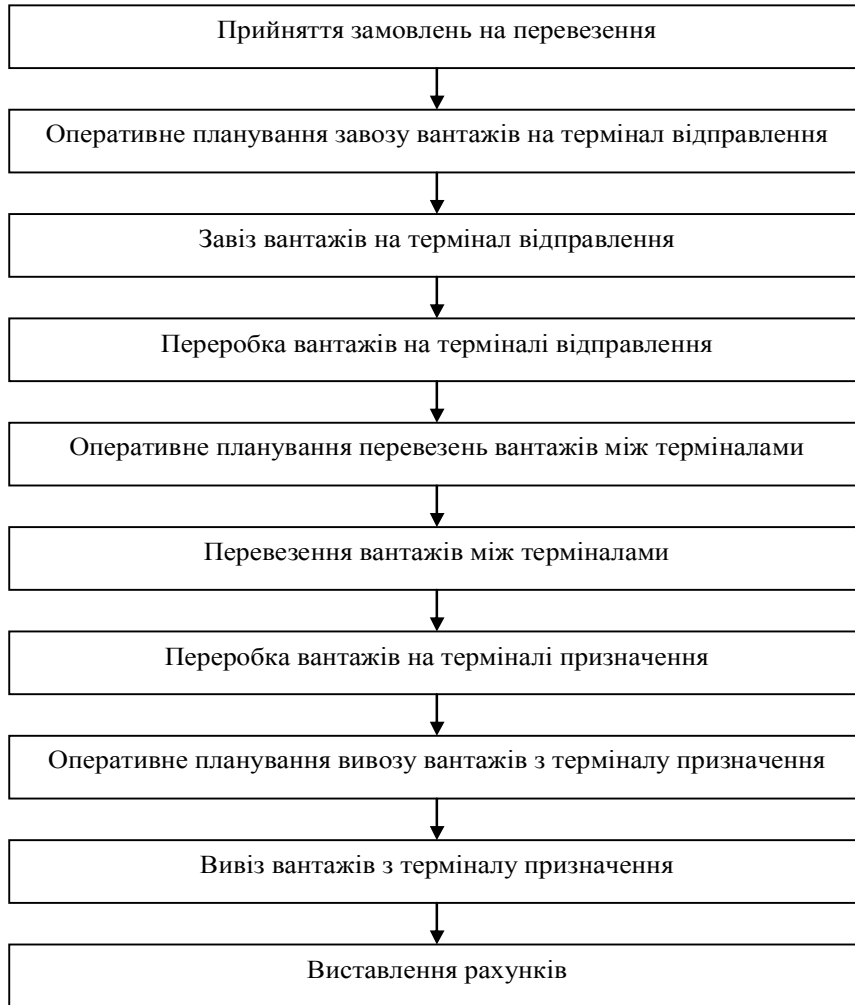 Прийняття замовлень на перевезення
Оперативне планування завозу вантажів на термінал відправлення
Завіз вантажів на термінал відправлення
Переробка вантажів на терміналі відправлення
Оперативне планування перевезень вантажів між терміналами
Перевезення вантажів між терміналами
Переробка вантажів на терміналі призначення
Оперативне планування вивозу вантажів з терміналу призначення
Вивіз вантажів з терміналу призначення
Виставлення рахунків